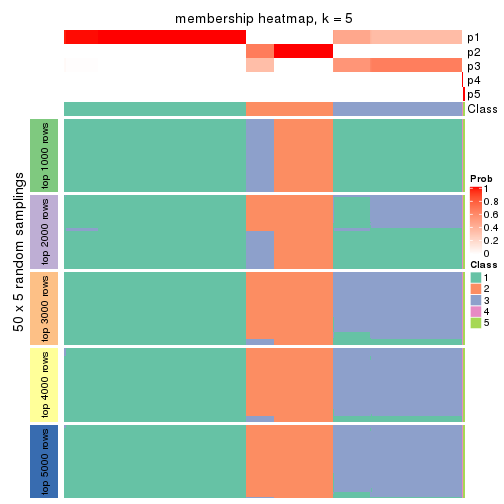 membership heatmap, k = 5
p1
p2
p3
p4
p5
Class
50 x 5 random samplings
top 1000 rows
top 2000 rows
top 3000 rows
top 4000 rows
top 5000 rows
Prob
1
0.8
0.6
0.4
0.2
0
Class
1
2
3
4
5